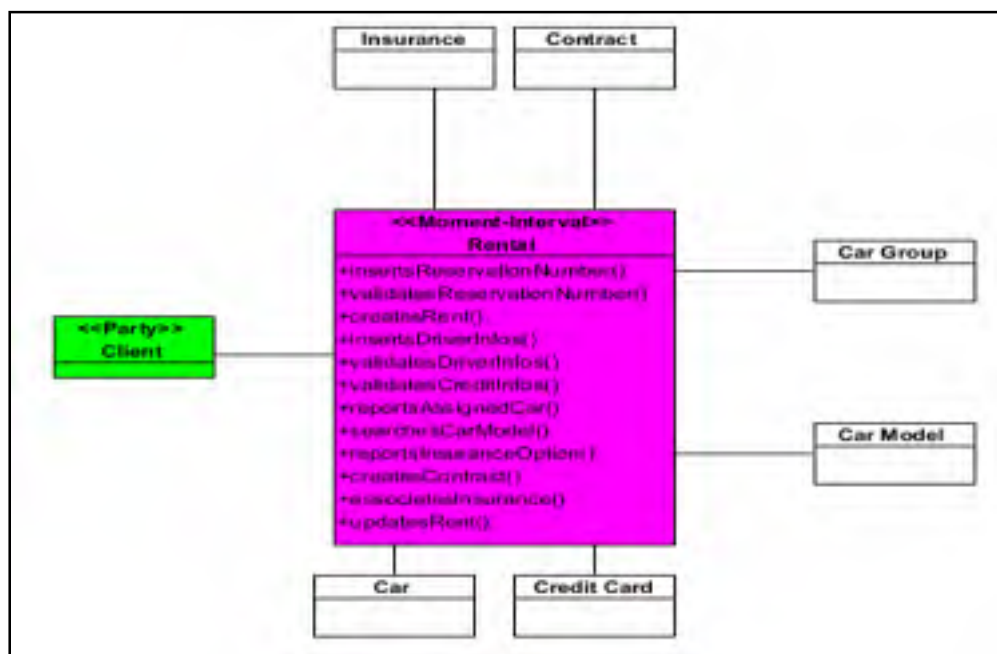 Insurance
Contract
<<Moment-Interval>>
Rental
+insertsReservationNumber()
+validatesReservationNumber()
+createsRent()
+insertsDriverInfos()
+validatesDriverInfos()
+validatesCreditInfos()
+reportsAssignedCar()
+searchersCarModel()
+reportsInsuranceOption()
+createsContract()
+associatesInsurance()
+updatesRent()
<<Party>>
Client
Car Group
Car Model
Car
Credit Card